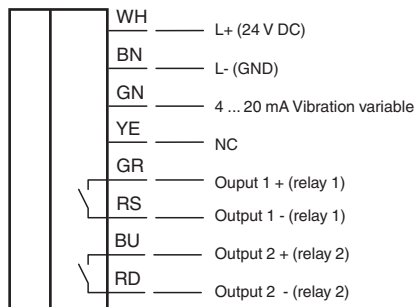 WH L+ (24 V DC)
BN L- (GND)
GN 4 ... 20 mA Vibration variable
YE NC
GR Ouput 1 + (relay 1)
RS Output 1 - (relay 1)
BU Output 2 + (relay 2)
RD Output 2 - (relay 2)